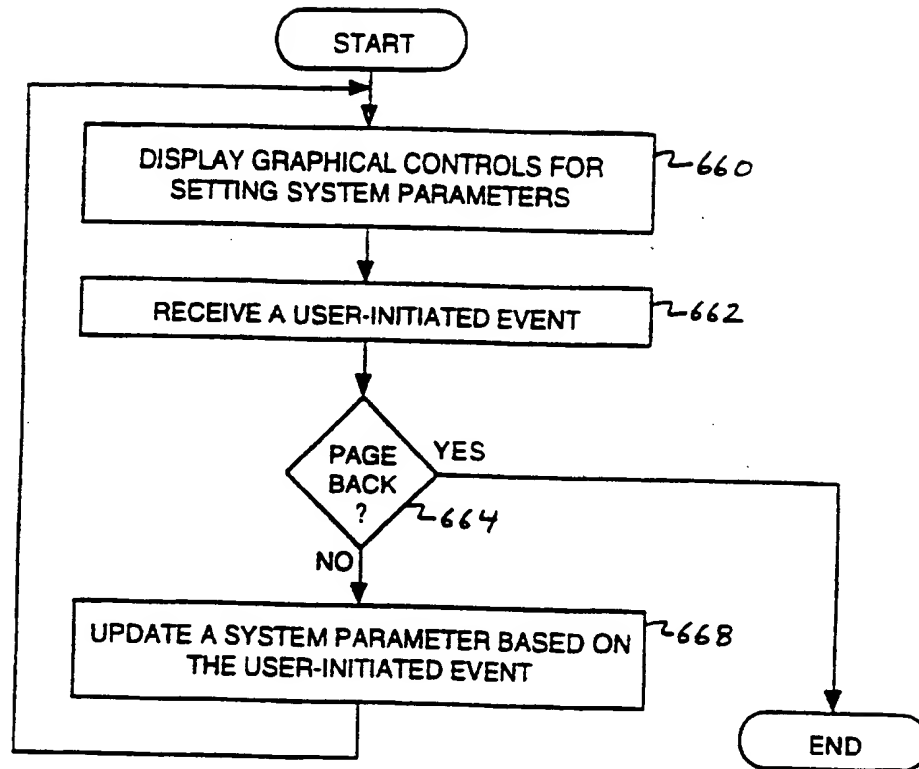 START
DISPLAY GRAPHICAL CONTROLS FOR
SETTING SYSTEM PARAMETERS
660
RECEIVE A USER-INITIATED EVENT
662
PAGE
BACK
?
YES
664
NO
UPDATE A SYSTEM PARAMETER BASED ON
THE USER-INITIATED EVENT
668
END